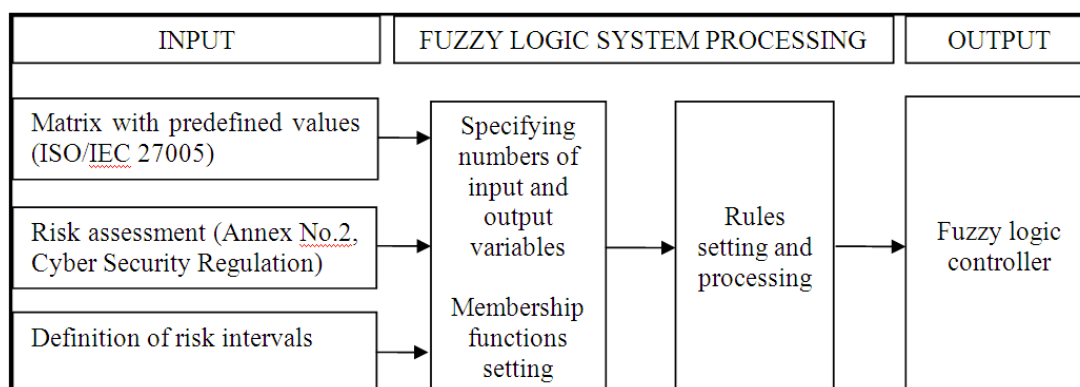 INPUT
FUZZY LOGIC SYSTEM PROCESSING
OUTPUT
Matrix with predefined values
(ISO/IEC 27005)
Risk assessment (Annex No.2,
Cyber Security Regulation)
Definition of risk intervals
Specifying
numbers of
input and
output
variables
Membership
functions
setting
Rules
setting and
processing
Fuzzy logic
controller